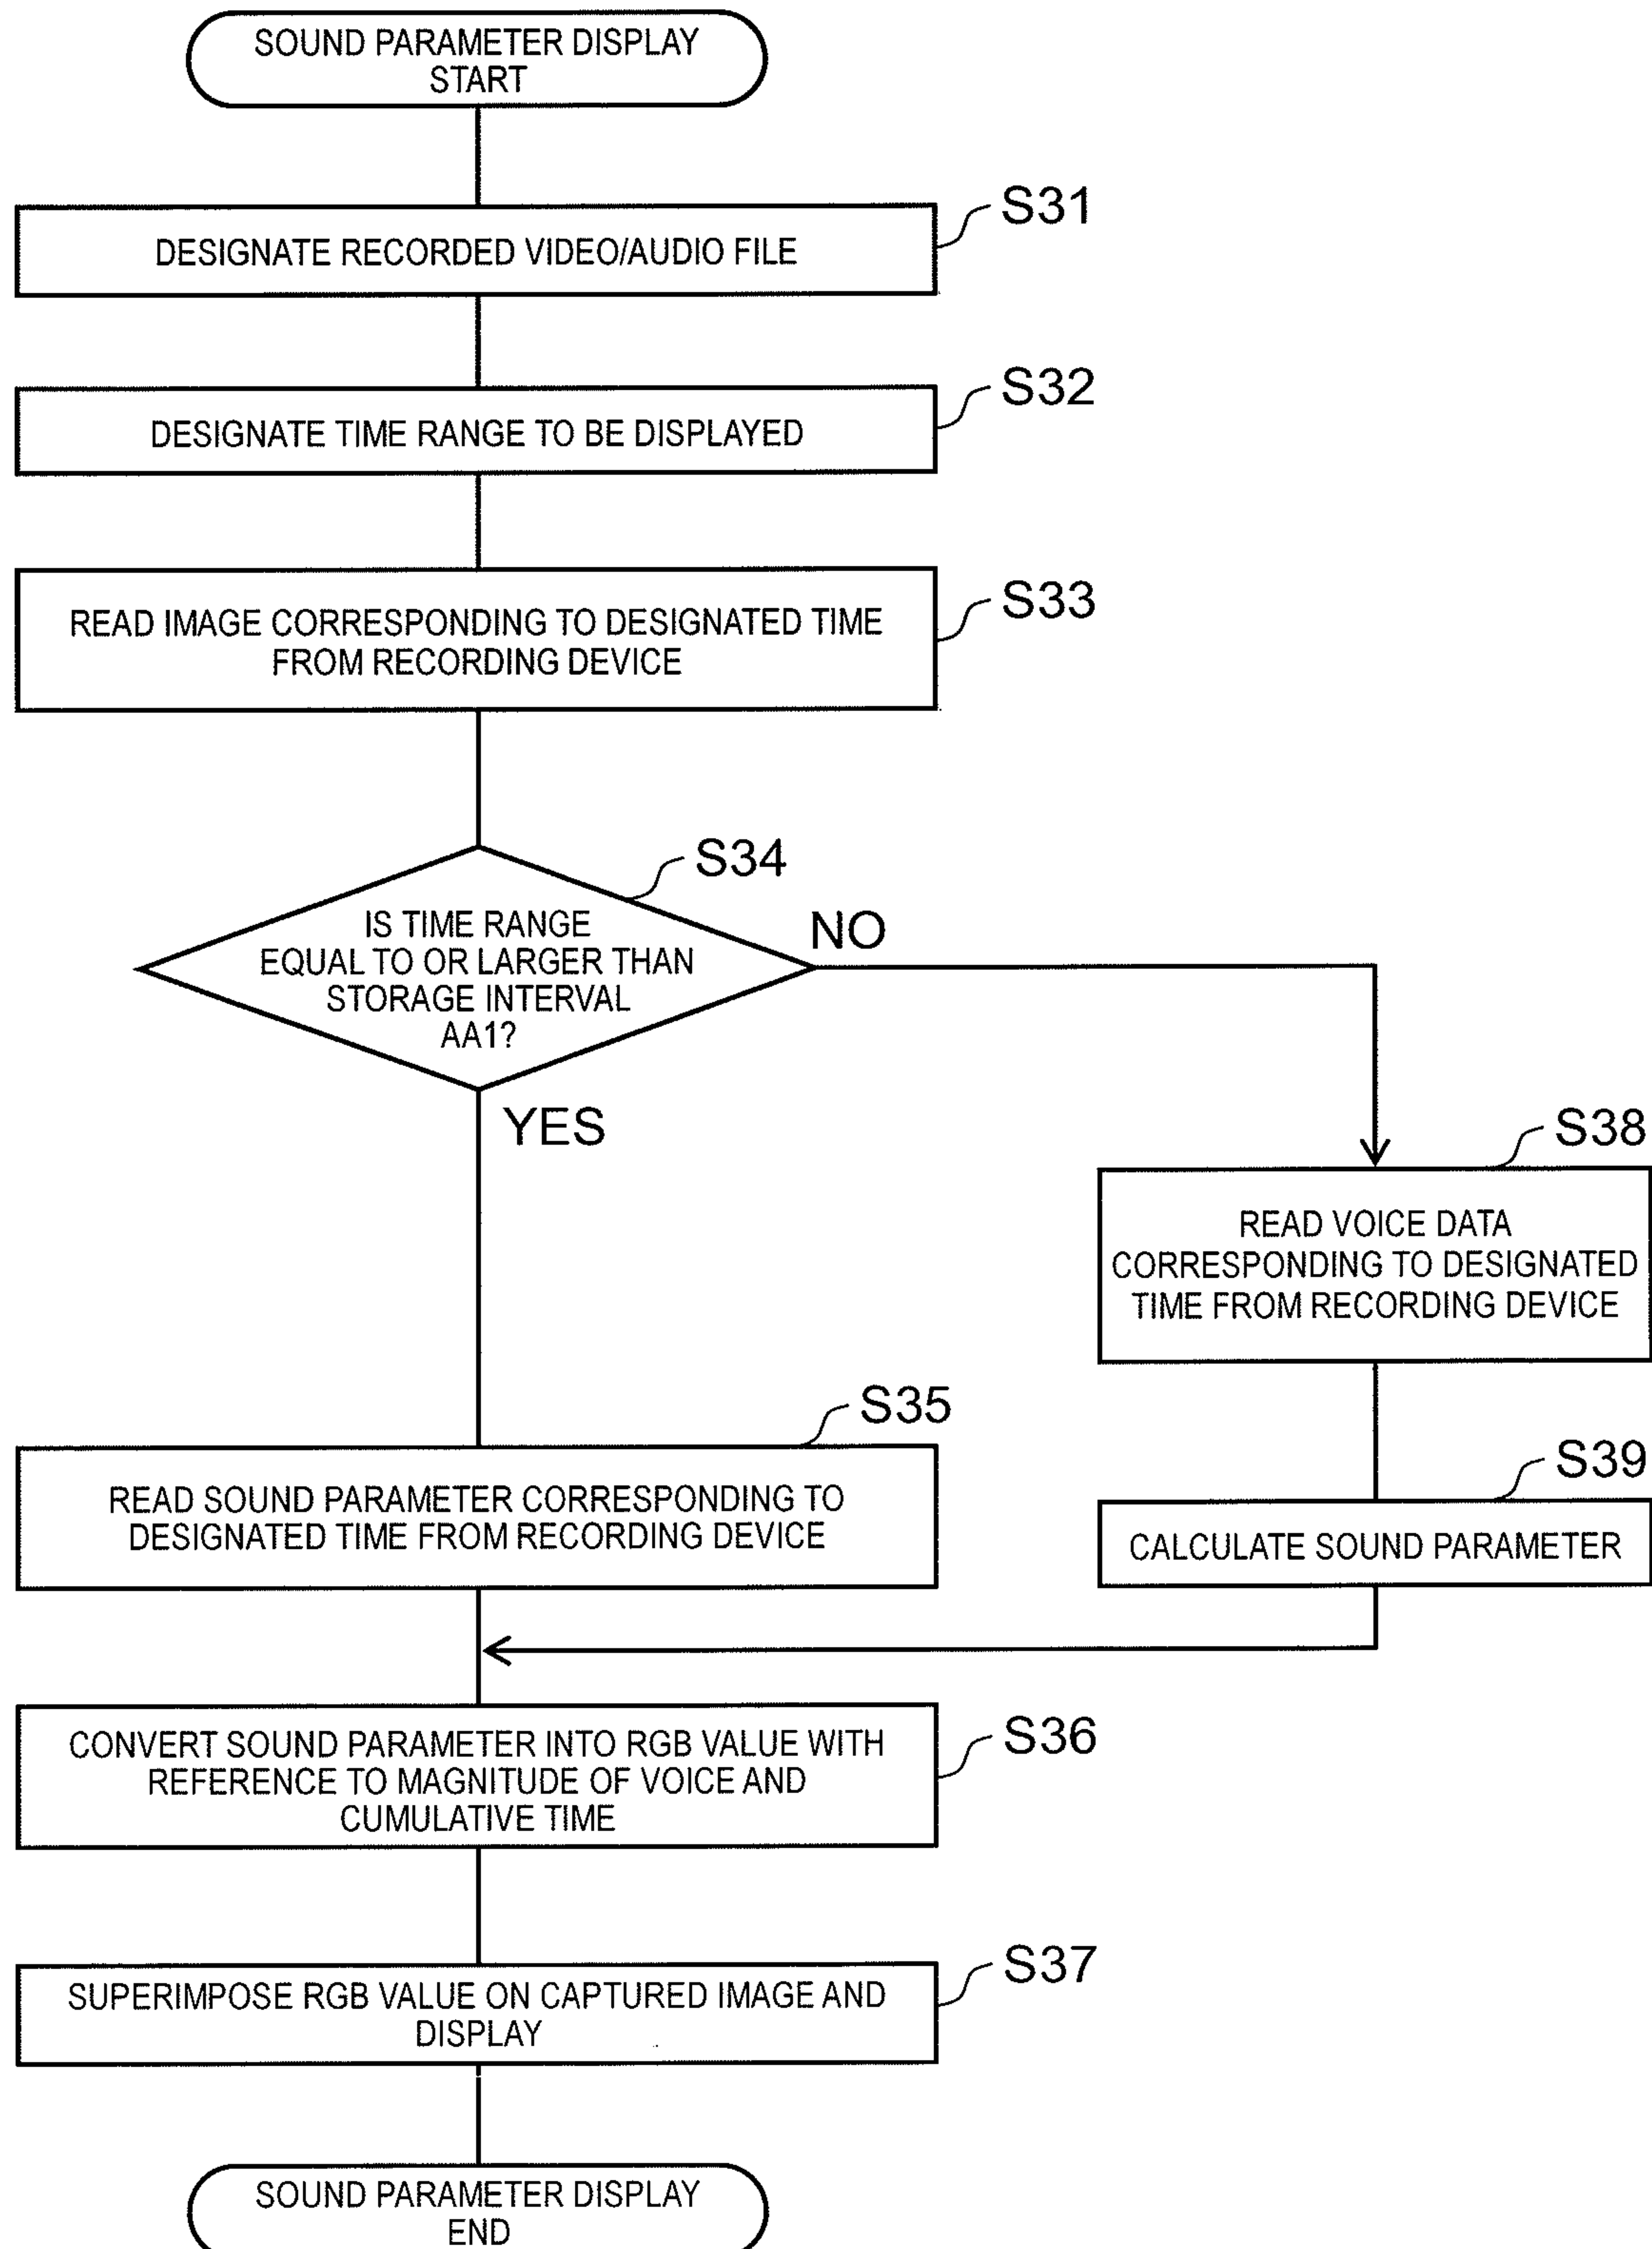 SOUND PARAMETER DISPLAY
START
S31
DESIGNATE RECORDED VIDEO/AUDIO FILE
S32
DESIGNATE TIME RANGE TO BE DISPLAYED
S33
READ IMAGE CORRESPONDING TO DESIGNATED TIME
FROM RECORDING DEVICE
S34
IS TIME RANGE
EQUAL TO OR LARGER THAN
STORAGE INTERVAL
AA1?
NO
YES
S38
READ VOICE DATA
CORRESPONDING TO DESIGNATED
TIME FROM RECORDING DEVICE
S35
READ SOUND PARAMETER CORRESPONDING TO
DESIGNATED TIME FROM RECORDING DEVICE
S39
CALCULATE SOUND PARAMETER
S36
CONVERT SOUND PARAMETER INTO RGB VALUE WITH
REFERENCE TO MAGNITUDE OF VOICE AND
CUMULATIVE TIME
S37
SUPERIMPOSE RGB VALUE ON CAPTURED IMAGE AND
DISPLAY
SOUND PARAMETER DISPLAY
END